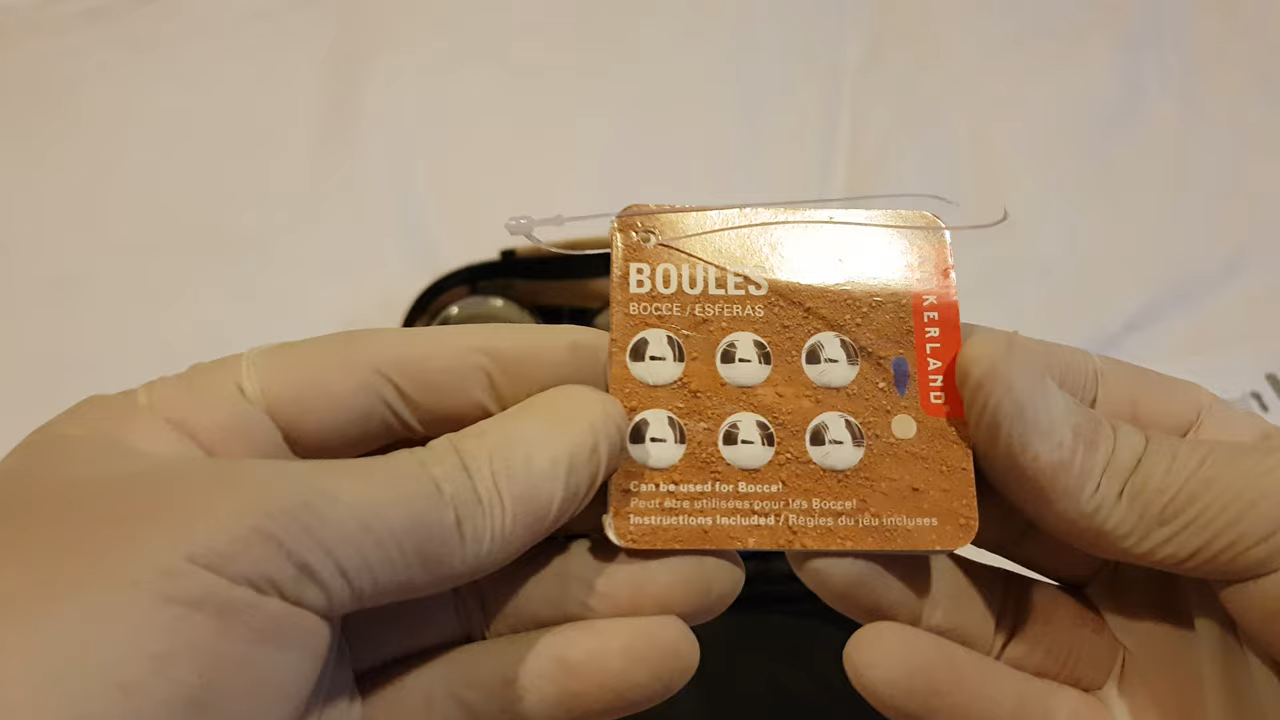 BOULES
BOCCE / ESFERAS
KERLAND
Can be used for Bocce!
Peut être utilisées pour les Bocce!
Instructions Included / Règles du jeu incluses